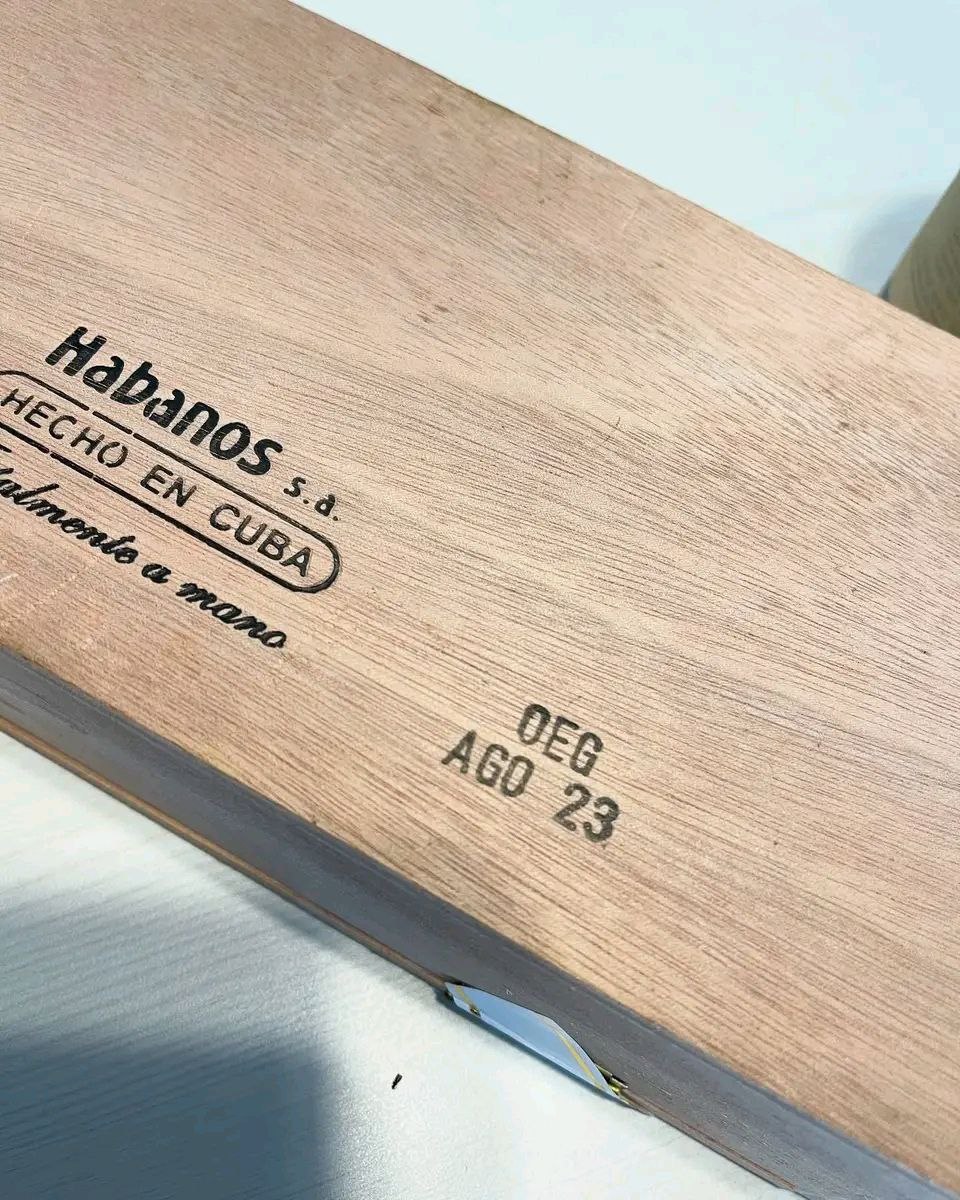 Habanos s.a.
HECHO EN CUBA
a mano
OEG
AGO 23